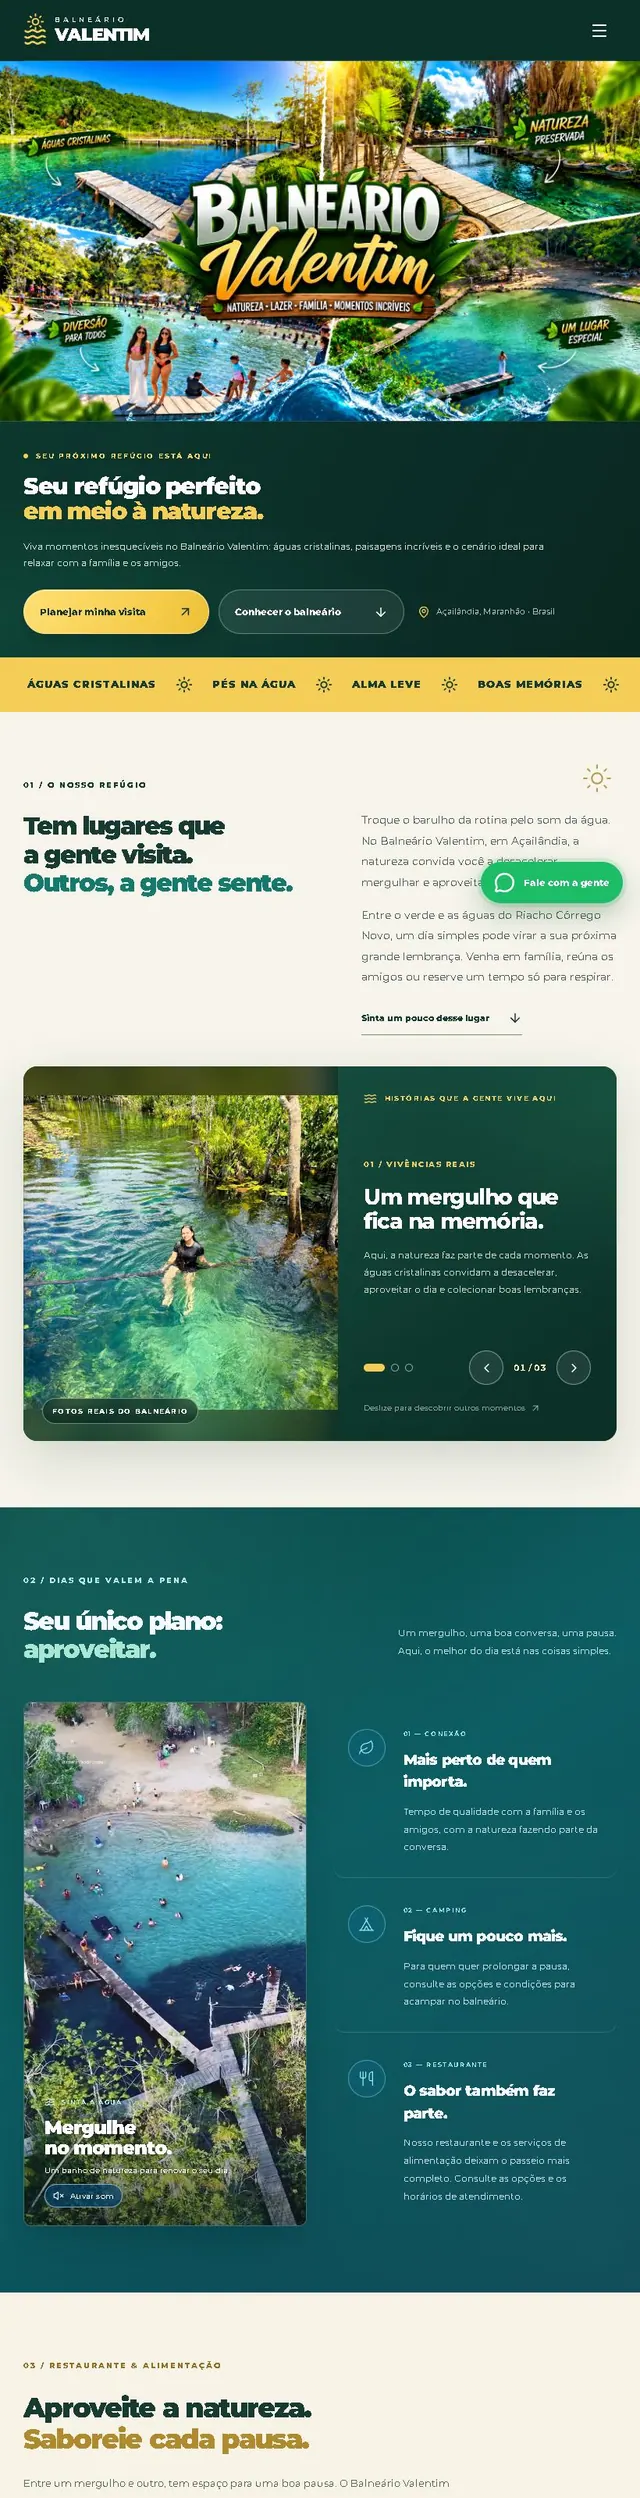 BALNEÁRIO
VALENTIM
ÁGUAS CRISTALINAS
NATUREZA
PRESERVADA
BALNEÁRIO
Valentim
NATUREZA • LAZER • FAMÍLIA • MOMENTOS INCRÍVEIS
DIVERSÃO
PARA TODOS
UM LUGAR
ESPECIAL
SEU PRÓXIMO REFÚGIO ESTÁ AQUI
Seu refúgio perfeito
em meio à natureza.
Viva momentos inesquecíveis no Balneário Valentim: águas cristalinas, paisagens incríveis e o cenário ideal para
relaxar com a família e os amigos.
Planejar minha visita
Conhecer o balneário
Açailândia, Maranhão · Brasil
ÁGUAS CRISTALINAS
PÉS NA ÁGUA
ALMA LEVE
BOAS MEMÓRIAS
01 / O NOSSO REFÚGIO
Tem lugares que
a gente visita.
Outros, a gente sente.
Troque o barulho da rotina pelo som da água.
No Balneário Valentim, em Açailândia, a
natureza convida você a desacelerar,
mergulhar e aproveita
Fale com a gente
Entre o verde e as águas do Riacho Córrego
Novo, um dia simples pode virar a sua próxima
grande lembrança. Venha em família, reúna os
amigos ou reserve um tempo só para respirar.
Sinta um pouco desse lugar
FOTOS REAIS DO BALNEÁRIO
HISTÓRIAS QUE A GENTE VIVE AQUI
01 / VIVÊNCIAS REAIS
Um mergulho que
fica na memória.
Aqui, a natureza faz parte de cada momento. As
águas cristalinas convidam a desacelerar,
aproveitar o dia e colecionar boas lembranças.
01 / 03
Deslize para descobrir outros momentos
02 / DIAS QUE VALEM A PENA
Seu único plano:
aproveitar.
Um mergulho, uma boa conversa, uma pausa.
Aqui, o melhor do dia está nas coisas simples.
SINTA A ÁGUA
Mergulhe
no momento.
Um banho de natureza para renovar o seu dia.
Ativar som
01 — CONEXÃO
Mais perto de quem
importa.
Tempo de qualidade com a família e os
amigos, com a natureza fazendo parte da
conversa.
02 — CAMPING
Fique um pouco mais.
Para quem quer prolongar a pausa,
consulte as opções e condições para
acampar no balneário.
03 — RESTAURANTE
O sabor também faz
parte.
Nosso restaurante e os serviços de
alimentação deixam o passeio mais
completo. Consulte as opções e os
horários de atendimento.
03 / RESTAURANTE & ALIMENTAÇÃO
Aproveite a natureza.
Saboreie cada pausa.
Entre um mergulho e outro, tem espaço para uma boa pausa. O Balneário Valentim